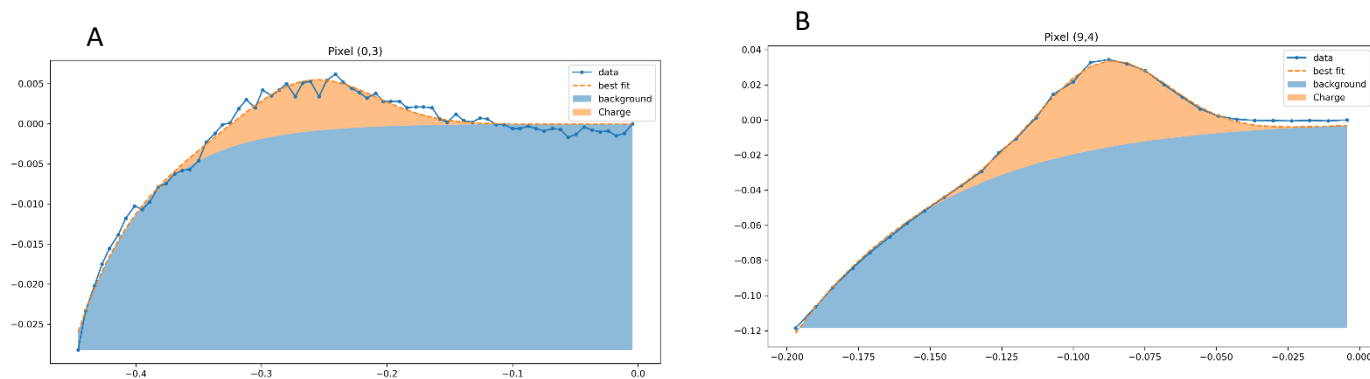 A
Pixel (0,3)
0.005
0.000
−0.005
−0.010
−0.015
−0.020
−0.025
−0.4
−0.3
−0.2
−0.1
0.0
data
best fit
background
Charge
B
Pixel (9,4)
0.04
0.02
0.00
−0.02
−0.04
−0.06
−0.08
−0.10
−0.12
−0.200
−0.175
−0.150
−0.125
−0.100
−0.075
−0.050
−0.025
0.000
data
best fit
background
Charge